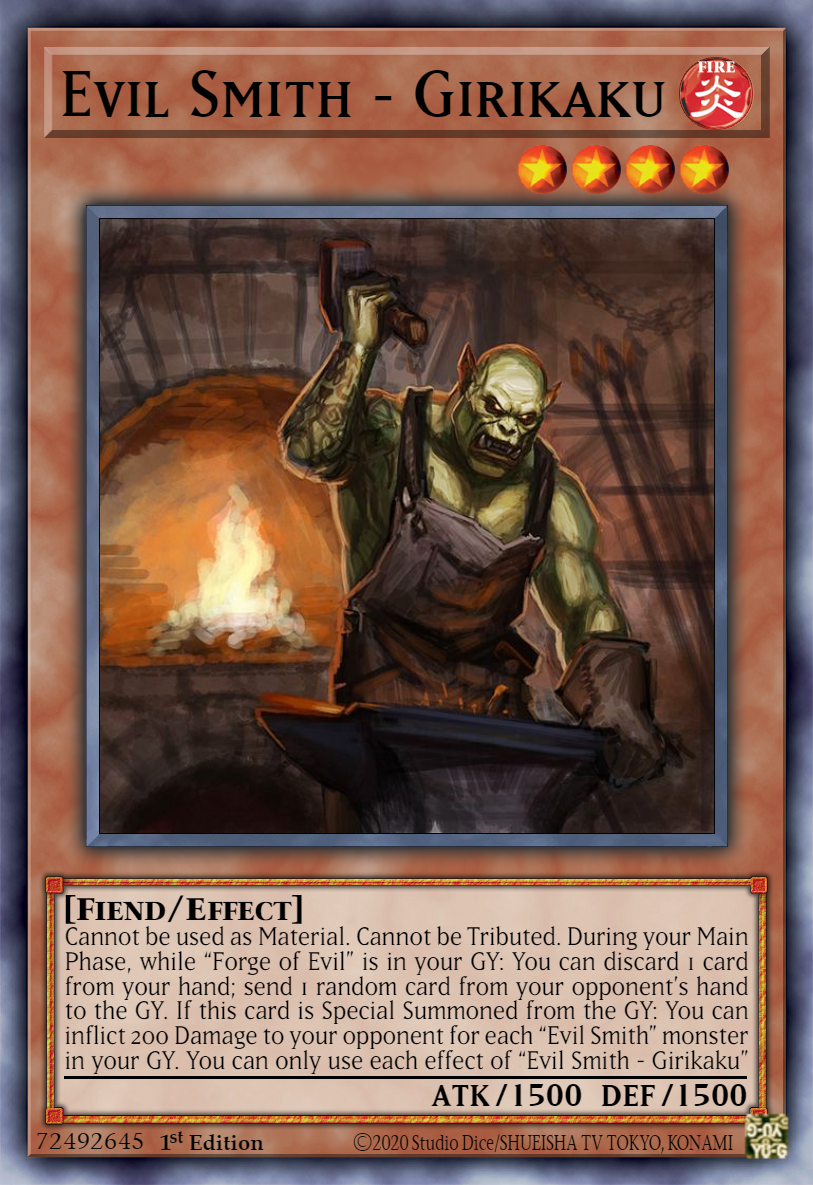 Evil Smith - Girikaku
FIRE
炎
[Fiend/Effect]
Cannot be used as Material. Cannot be Tributed. During your Main
Phase, while “Forge of Evil” is in your GY: You can discard 1 card
from your hand; send 1 random card from your opponent’s hand
to the GY. If this card is Special Summoned from the GY: You can
inflict 200 Damage to your opponent for each “Evil Smith” monster
in your GY. You can only use each effect of “Evil Smith - Girikaku”
ATK/1500 DEF/1500
72492645 1st Edition ©2020 Studio Dice/SHUEISHA TV TOKYO, KONAMI